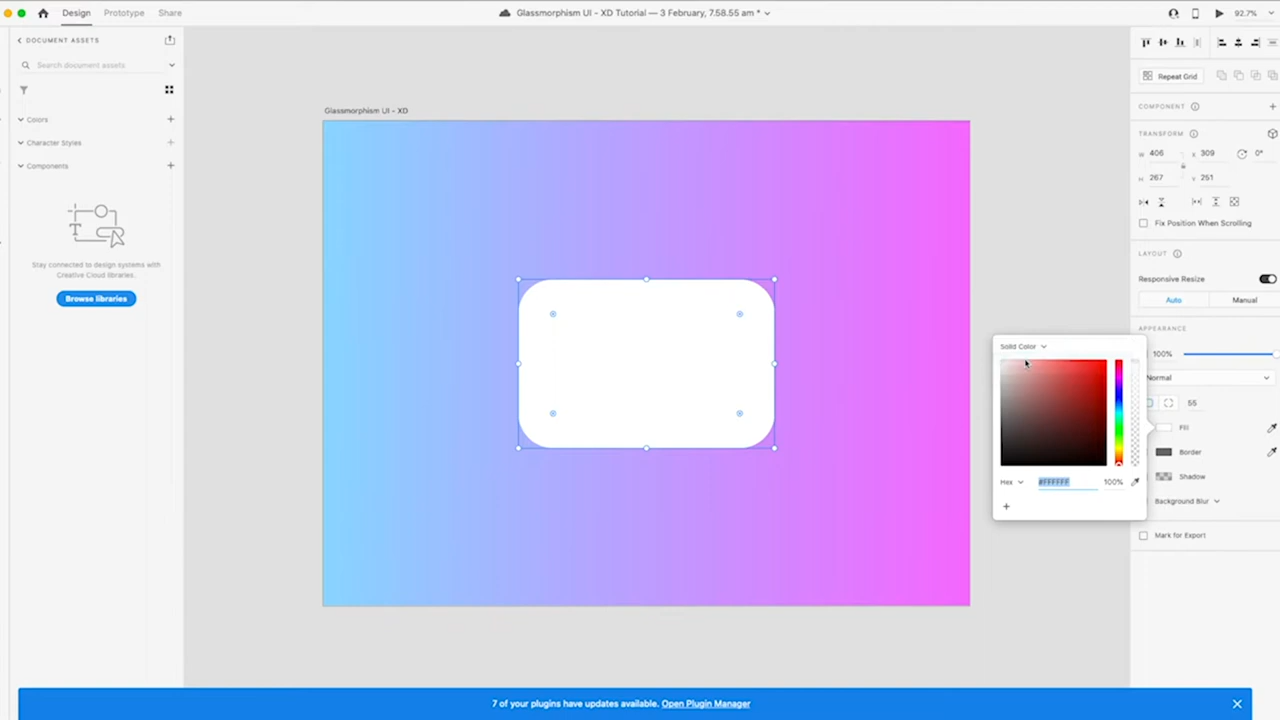 Design Prototype Share
Glassmorphism UI - XD Tutorial — 3 February, 7.58.55 am *
92.7%
DOCUMENT ASSETS
Search document assets
Colors
Character Styles
Components
T
Stay connected to design systems with
Creative Cloud libraries.
Browse libraries
Glassmorphism UI - XD
Solid Color
Hex #FFFFFF 100%
Repeat Grid
COMPONENT
TRANSFORM
W 406 X 309 0°
H 267 Y 251
Fix Position When Scrolling
LAYOUT
Responsive Resize
Auto Manual
APPEARANCE
100%
Normal
55
Fill
Border
Shadow
Background Blur
Mark for Export
7 of your plugins have updates available. Open Plugin Manager